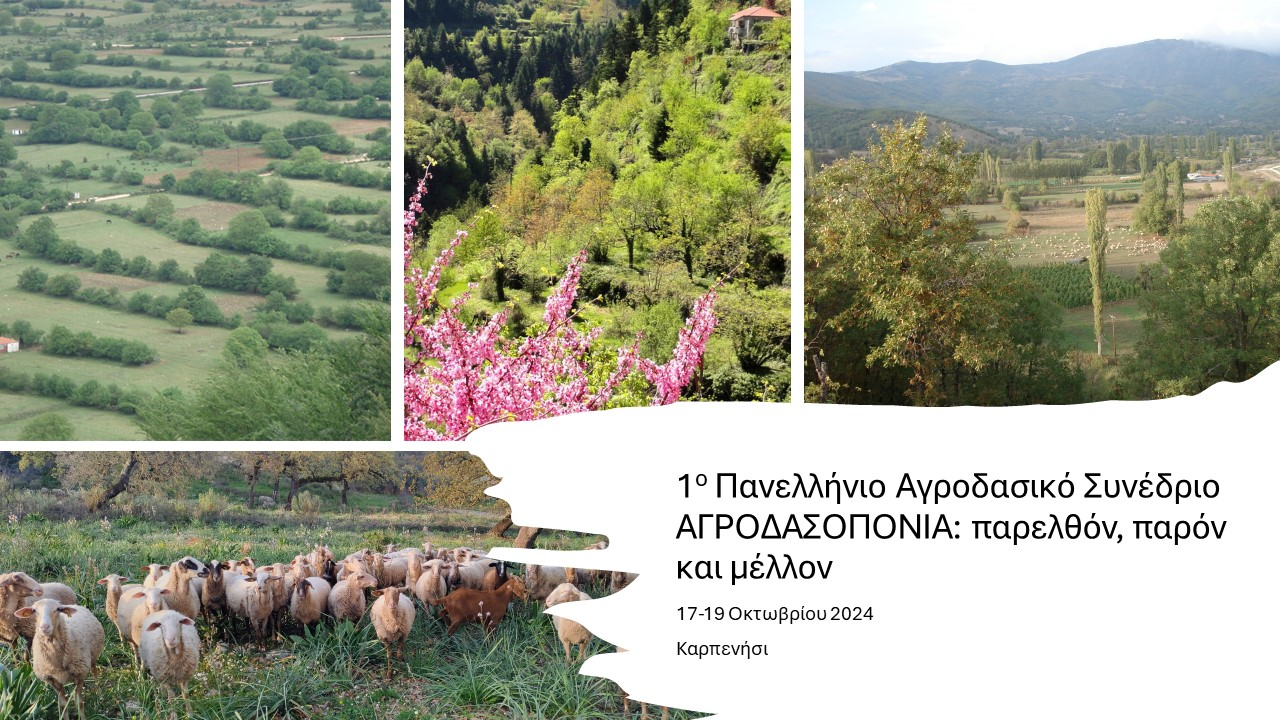 1ο Πανελλήνιο Αγροδασικό Συνέδριο
ΑΓΡΟΔΑΣΟΠΟΝΙΑ: παρελθόν, παρόν
και μέλλον
17-19 Οκτωβρίου 2024
Καρπενήσι